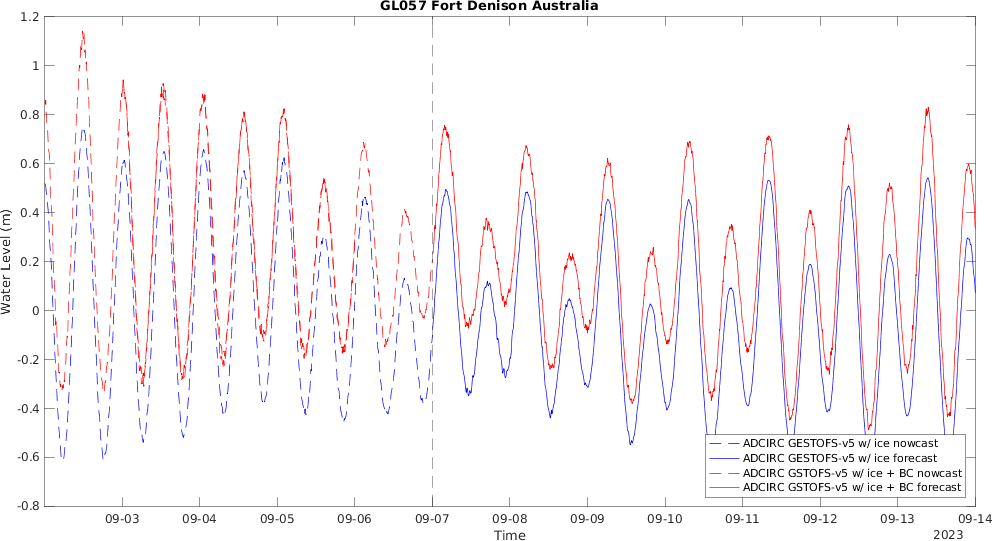 GL057 Fort Denison Australia
1.2
1
0.8
0.6
0.4
0.2
0
-0.2
-0.4
-0.6
-0.8
Water Level (m)
ADCIRC GESTOFS-v5 w/ ice nowcast
ADCIRC GESTOFS-v5 w/ ice forecast
ADCIRC GSTOFS-v5 w/ ice + BC nowcast
ADCIRC GSTOFS-v5 w/ ice + BC forecast
09-03 09-04 09-05 09-06 09-07 09-08 09-09 09-10 09-11 09-12 09-13 09-14
Time
2023